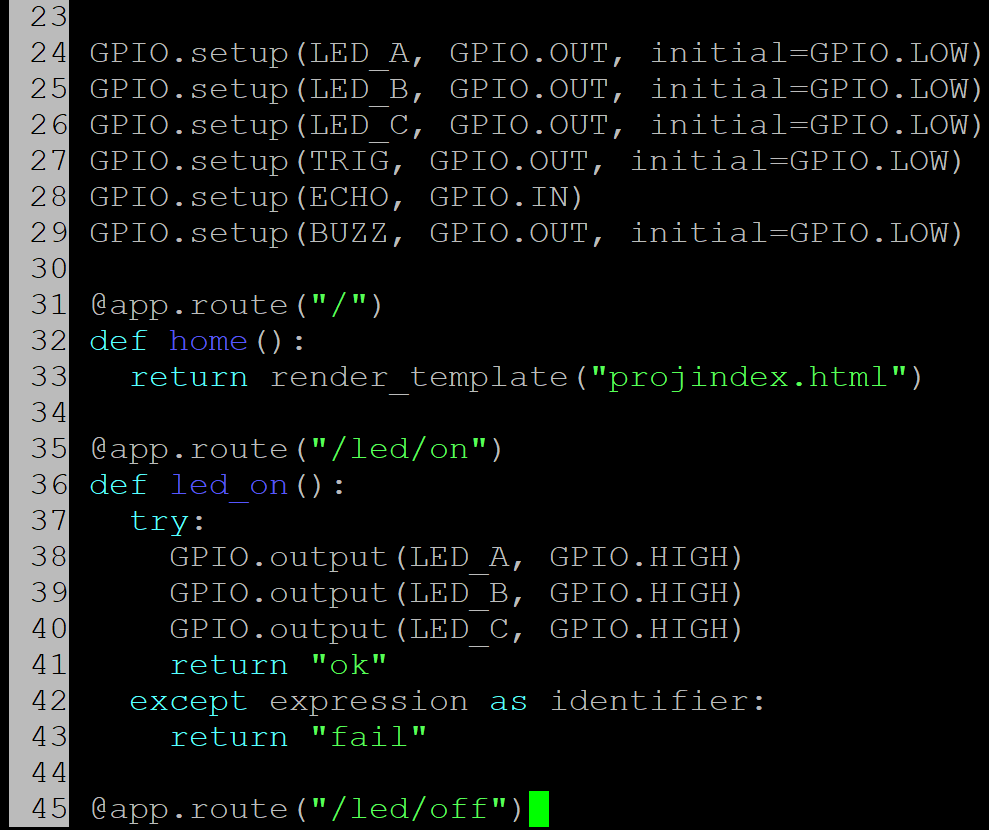 23
24 GPIO.setup(LED_A, GPIO.OUT, initial=GPIO.LOW)
25 GPIO.setup(LED_B, GPIO.OUT, initial=GPIO.LOW)
26 GPIO.setup(LED_C, GPIO.OUT, initial=GPIO.LOW)
27 GPIO.setup(TRIG, GPIO.OUT, initial=GPIO.LOW)
28 GPIO.setup(ECHO, GPIO.IN)
29 GPIO.setup(BUZZ, GPIO.OUT, initial=GPIO.LOW)
30
31 @app.route("/")
32 def home():
33   return render_template("projindex.html")
34
35 @app.route("/led/on")
36 def led_on():
37   try:
38     GPIO.output(LED_A, GPIO.HIGH)
39     GPIO.output(LED_B, GPIO.HIGH)
40     GPIO.output(LED_C, GPIO.HIGH)
41     return "ok"
42   except expression as identifier:
43     return "fail"
44
45 @app.route("/led/off")